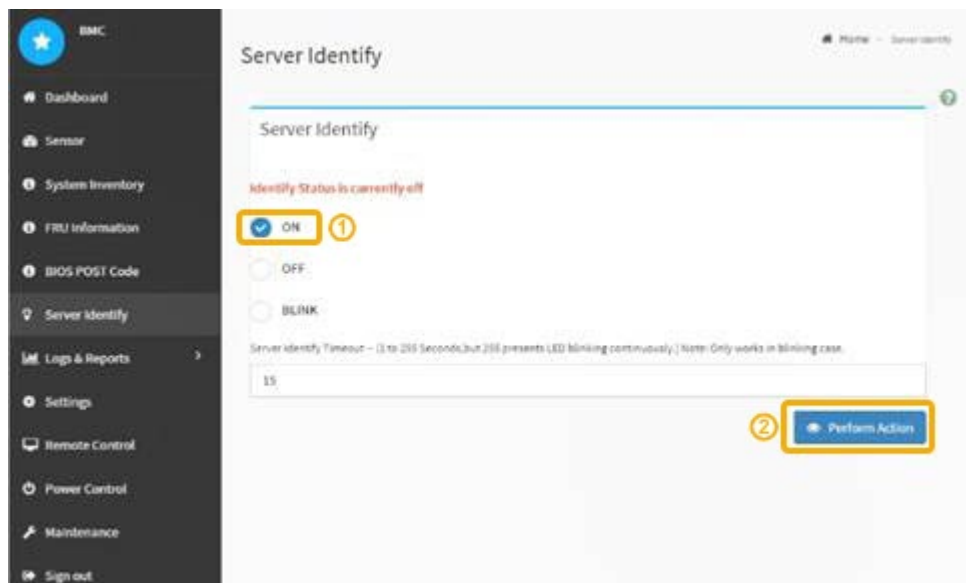 BMC
Dashboard
Sensor
System Inventory
FRU Information
BIOS POST Code
Server Identify
Logs & Reports
Settings
Remote Control
Power Control
Maintenance
Sign out
Server Identify
Home - Server Identify
Server Identify
Identify Status is currently off
ON
1
OFF
BLINK
Server Identify Timeout -- (1 to 255 Seconds,but 255 presents LED blinking continuously.) Note: Only works in blinking case.
15
2
Perform Action